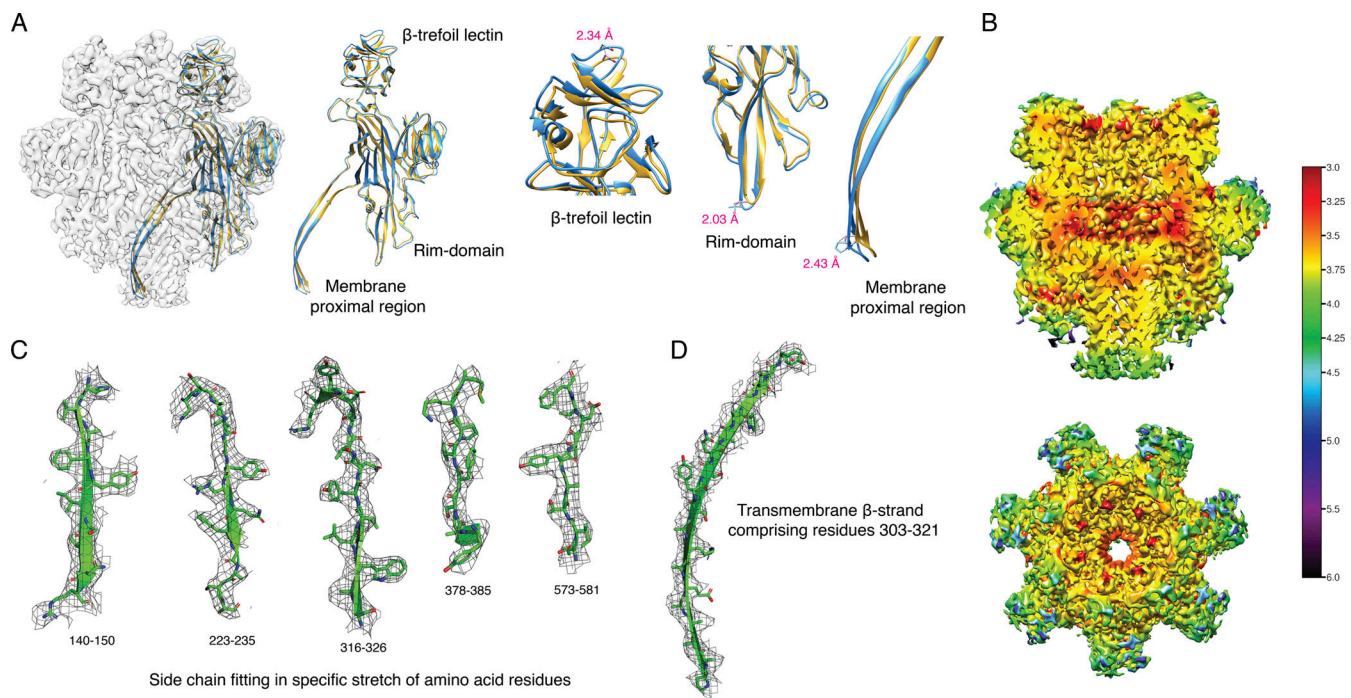 A
β-trefoil lectin
Rim-domain
Membrane
proximal region
2.34 Å
β-trefoil lectin
2.03 Å
Rim-domain
2.43 Å
Membrane
proximal region
B
3.0
3.25
3.5
3.75
4.0
4.25
4.5
4.75
5.0
5.5
6.0
C
140-150
223-235
316-326
378-385
573-581
Side chain fitting in specific stretch of amino acid residues
D
Transmembrane β-strand
comprising residues 303-321